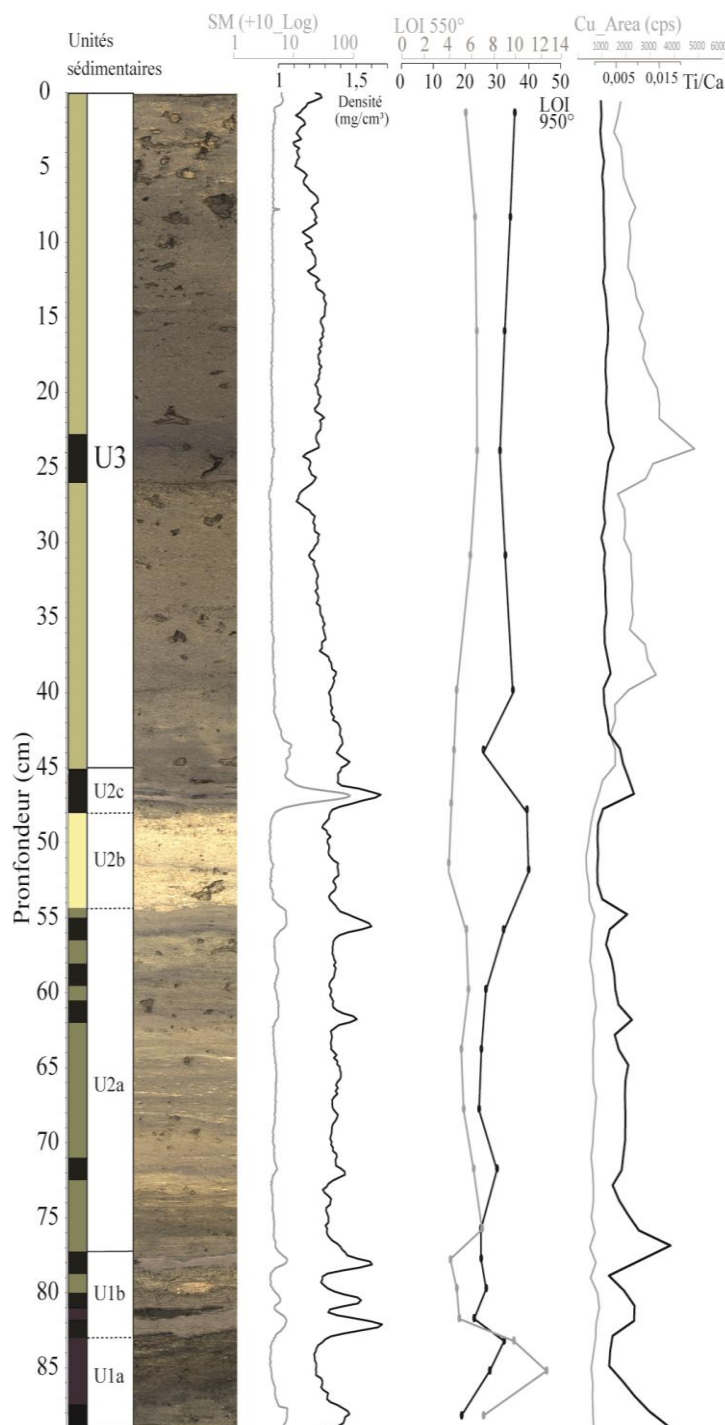 SM (+10_Log)
LOI 550°
Cu_Area (cps)
Unités
sédimentaires
1 10 100
0 2 4 6 8 10 12 14
1000 2000 3000 4000 5000 6000
1 1,5
0 10 20 30 40 50
0,005 0,015 Ti/Ca
Densité
(mg/cm³)
LOI
950°
0
5
10
15
20
25
30
35
40
45
50
55
60
65
70
75
80
85
Pronfondeur (cm)
U3
U2c
U2b
U2a
U1b
U1a